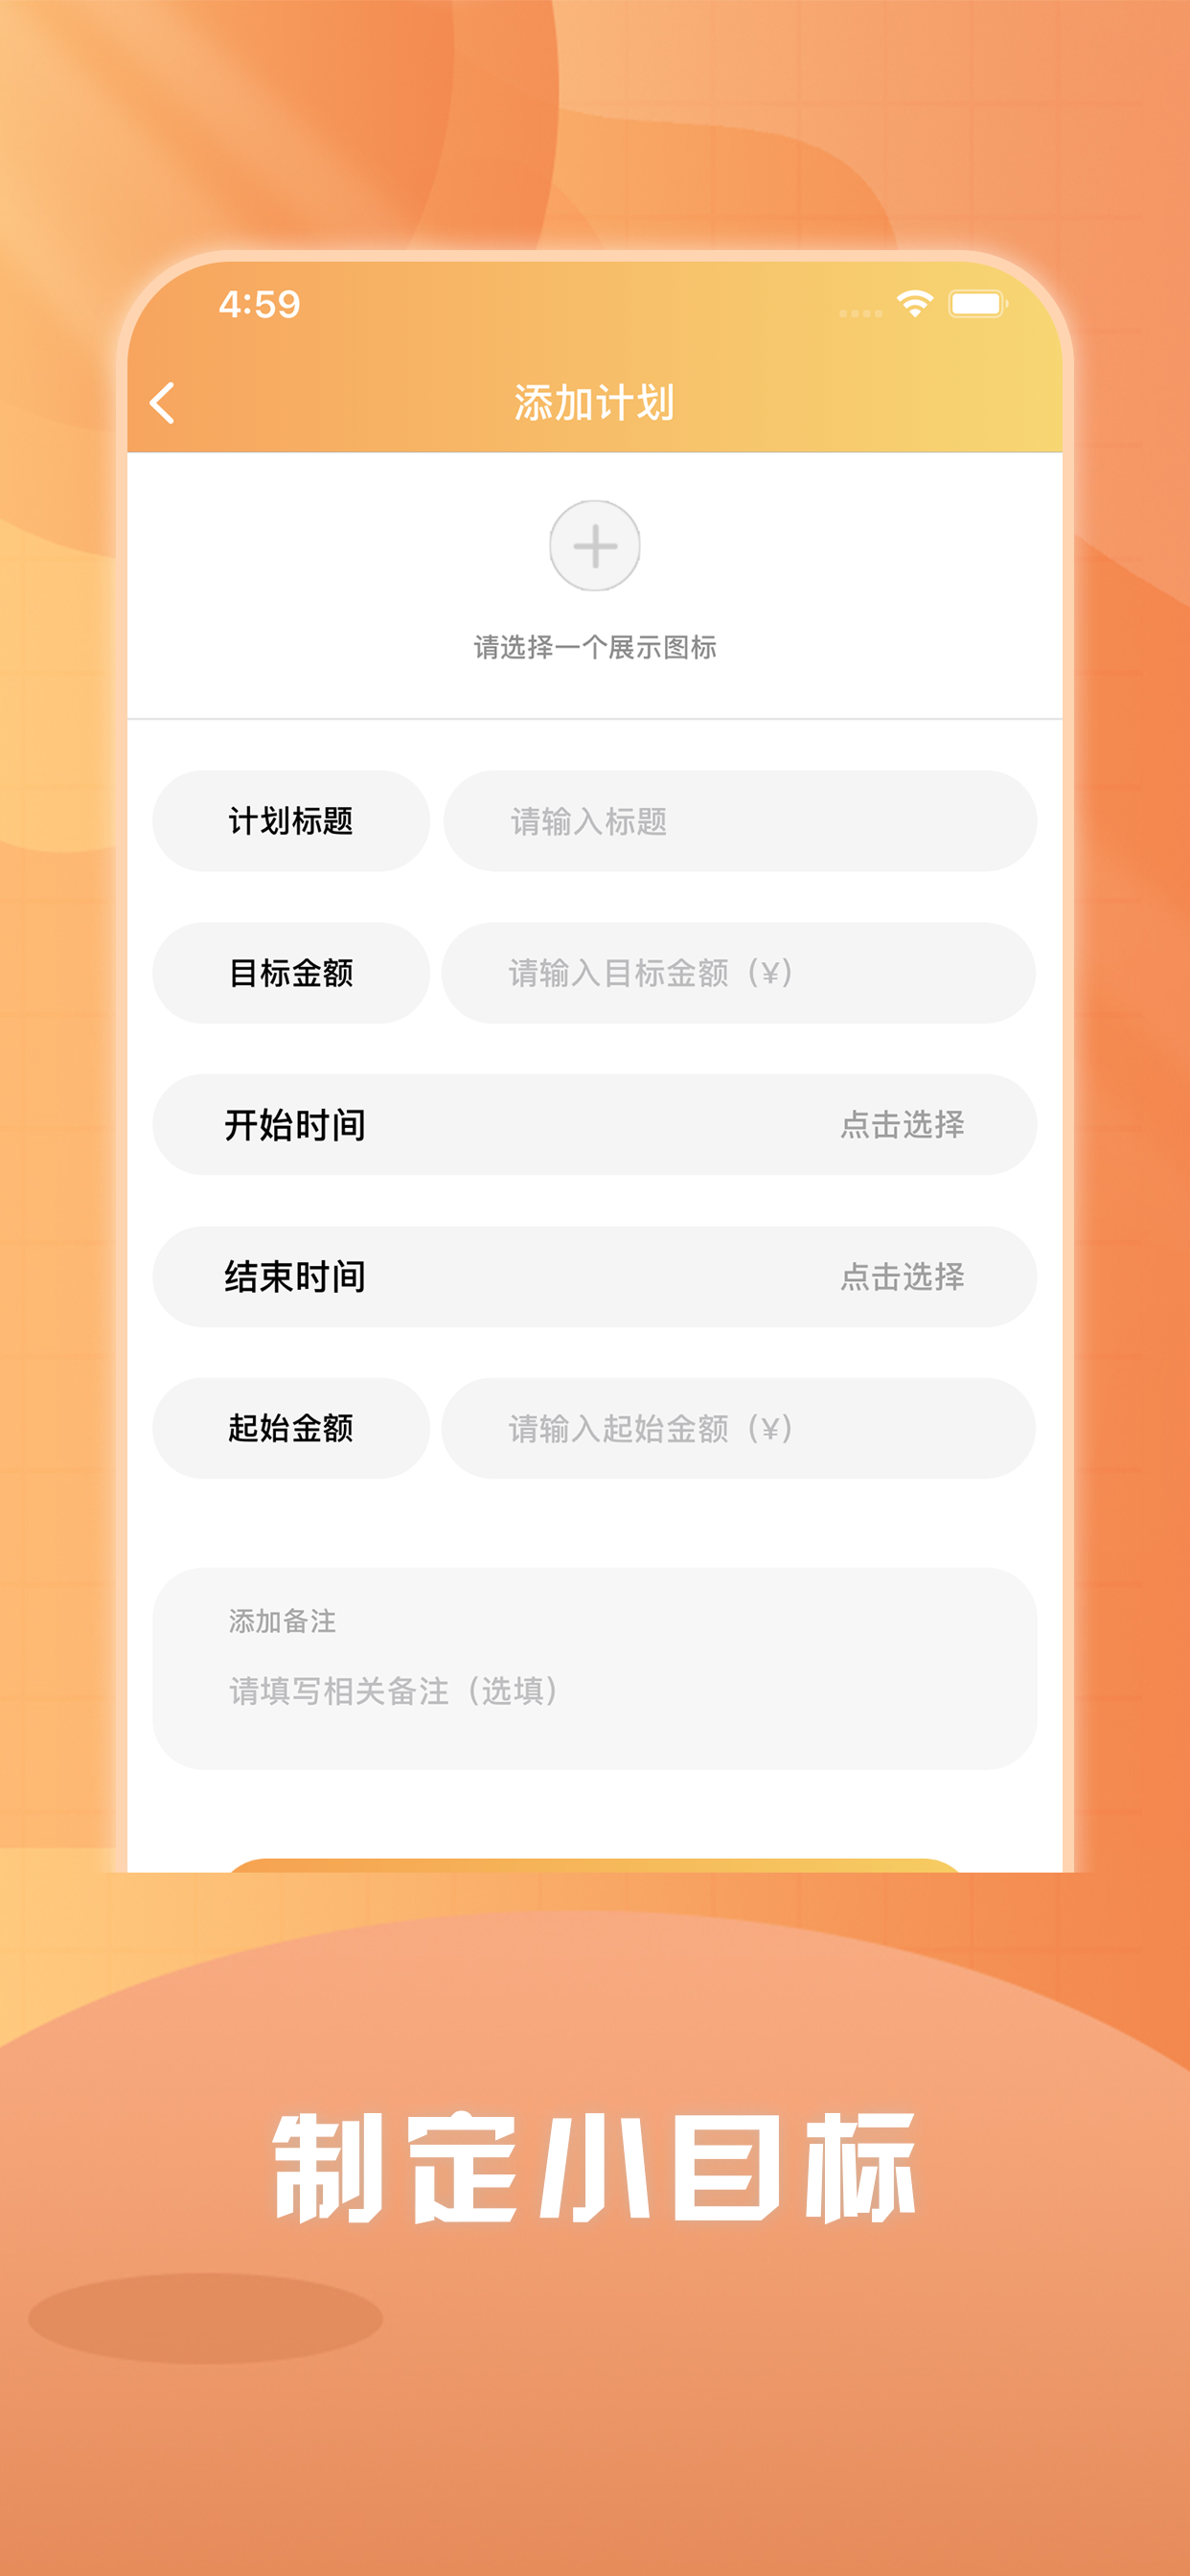 4:59
添加计划
请选择一个展示图标
计划标题 请输入标题
目标金额 请输入目标金额（¥）
开始时间 点击选择
结束时间 点击选择
起始金额 请输入起始金额（¥）
添加备注
请填写相关备注（选填）
制定小目标